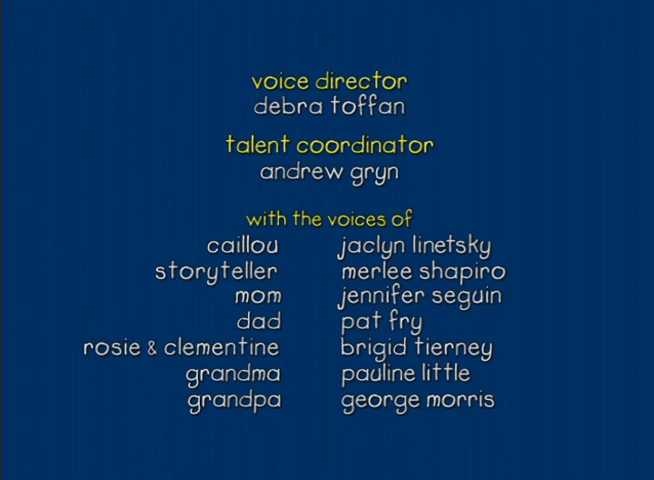 voice director
debra toffan
talent coordinator
andrew gryn
with the voices of
caillou jaclyn linetsky
storyteller merlee shapiro
mom jennifer seguin
dad pat fry
rosie & clementine brigid tierney
grandma pauline little
grandpa george morris